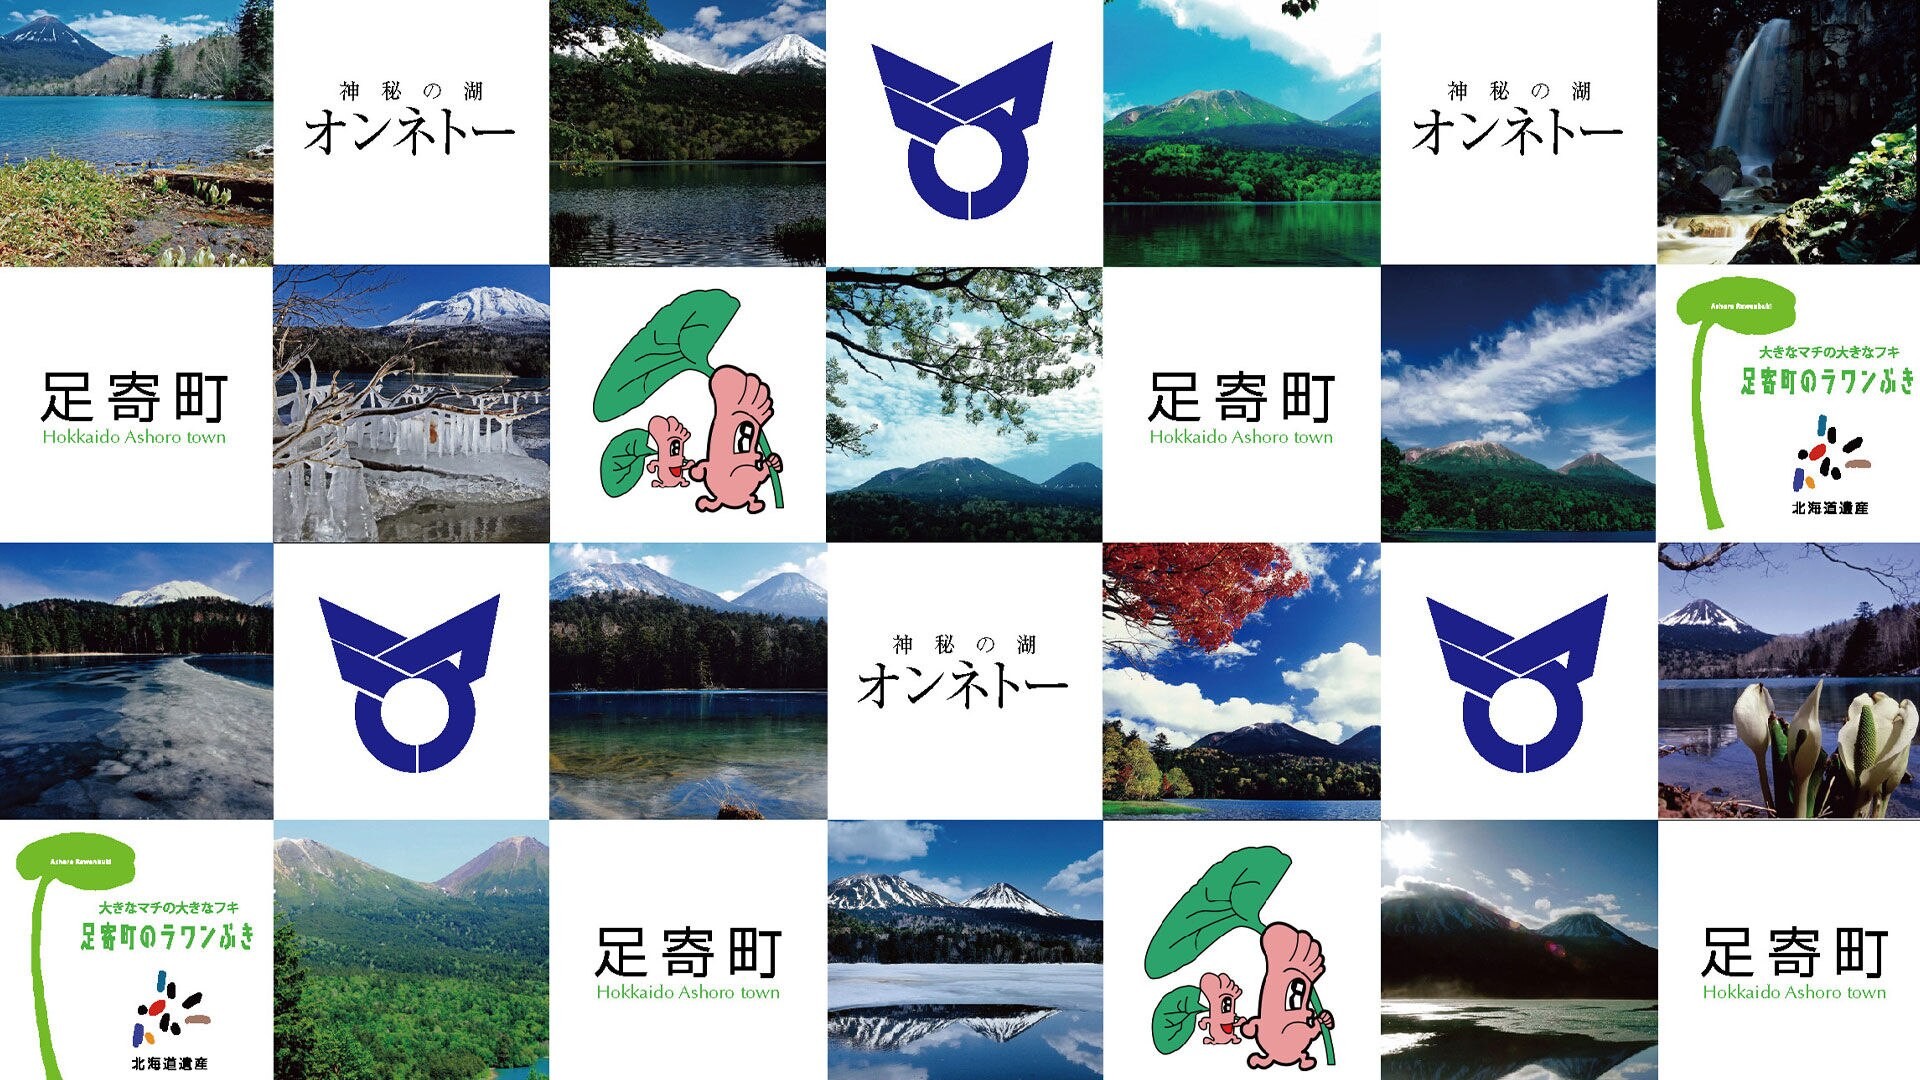 神秘の湖
オンネトー
神秘の湖
オンネトー
足寄町
Hokkaido Ashoro town
足寄町
Hokkaido Ashoro town
Ashoro Rawanbuki
大きなマチの大きなフキ
足寄町のラワンぶき
北海道遺産
神秘の湖
オンネトー
Ashoro Rawanbuki
大きなマチの大きなフキ
足寄町のラワンぶき
北海道遺産
足寄町
Hokkaido Ashoro town
足寄町
Hokkaido Ashoro town